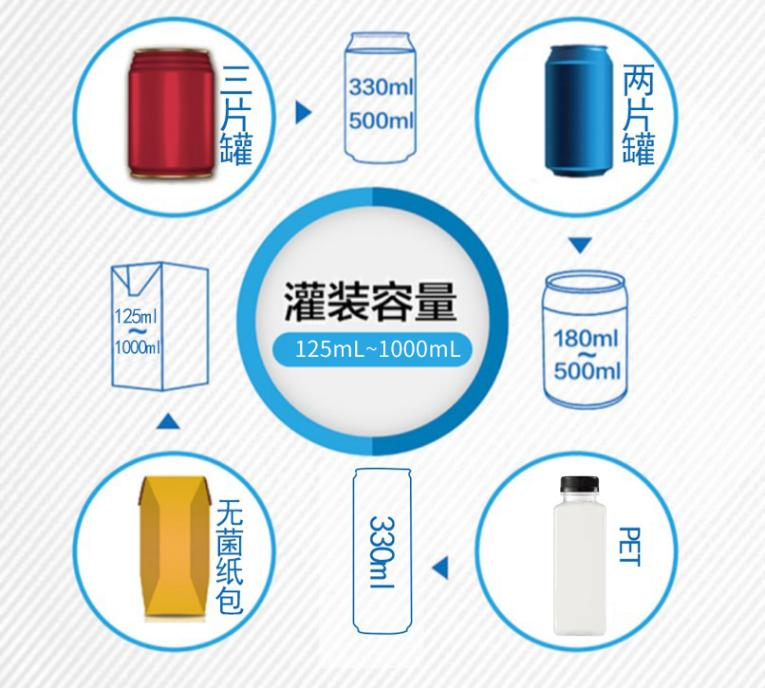 三片罐
330ml
500ml
两片罐
灌装容量
125mL~1000mL
125ml
~
1000ml
180ml
~
500ml
无菌纸包
330ml
PET